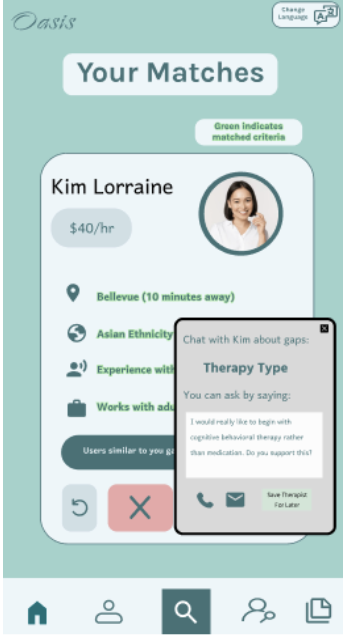 Oasis
Change
Language
Your Matches
Green indicates
matched criteria
Kim Lorraine
$40/hr
Bellevue (10 minutes away)
Asian Ethnicity
Experience with
Works with adu
Users similar to you ga
Chat with Kim about gaps:
Therapy Type
You can ask by saying:
I would really like to begin with
cognitive behavioral therapy rather
than medication. Do you support this?
Save Therapist
For Later